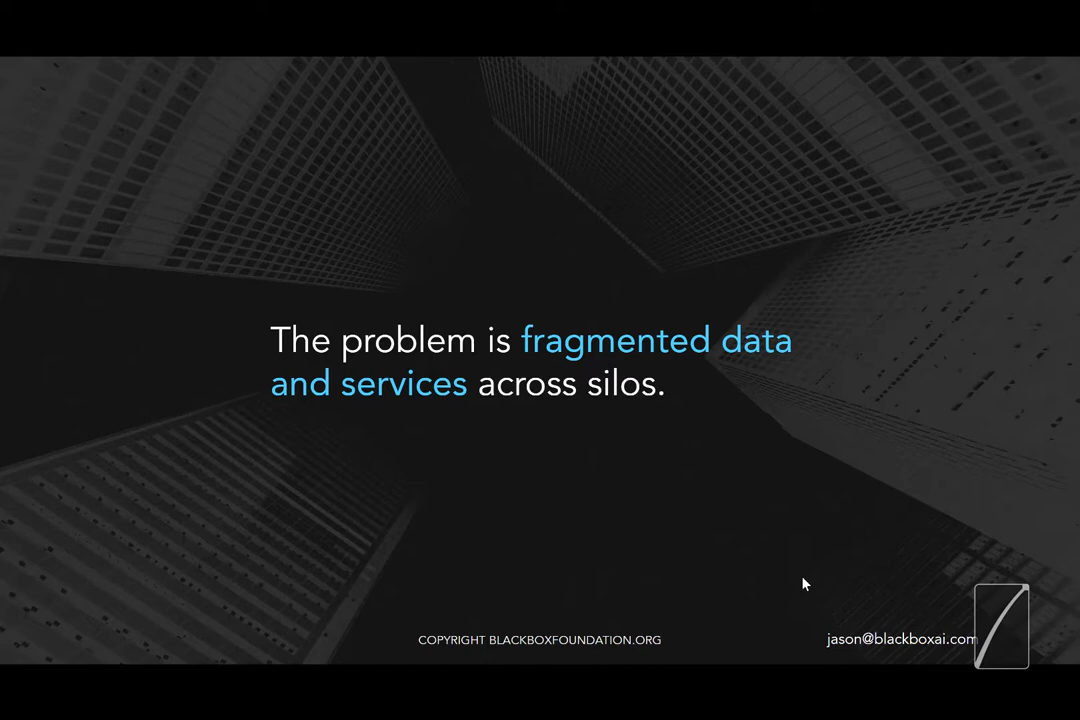 The problem is fragmented data
and services across silos.
COPYRIGHT BLACKBOXFOUNDATION.ORG
jason@blackboxai.com